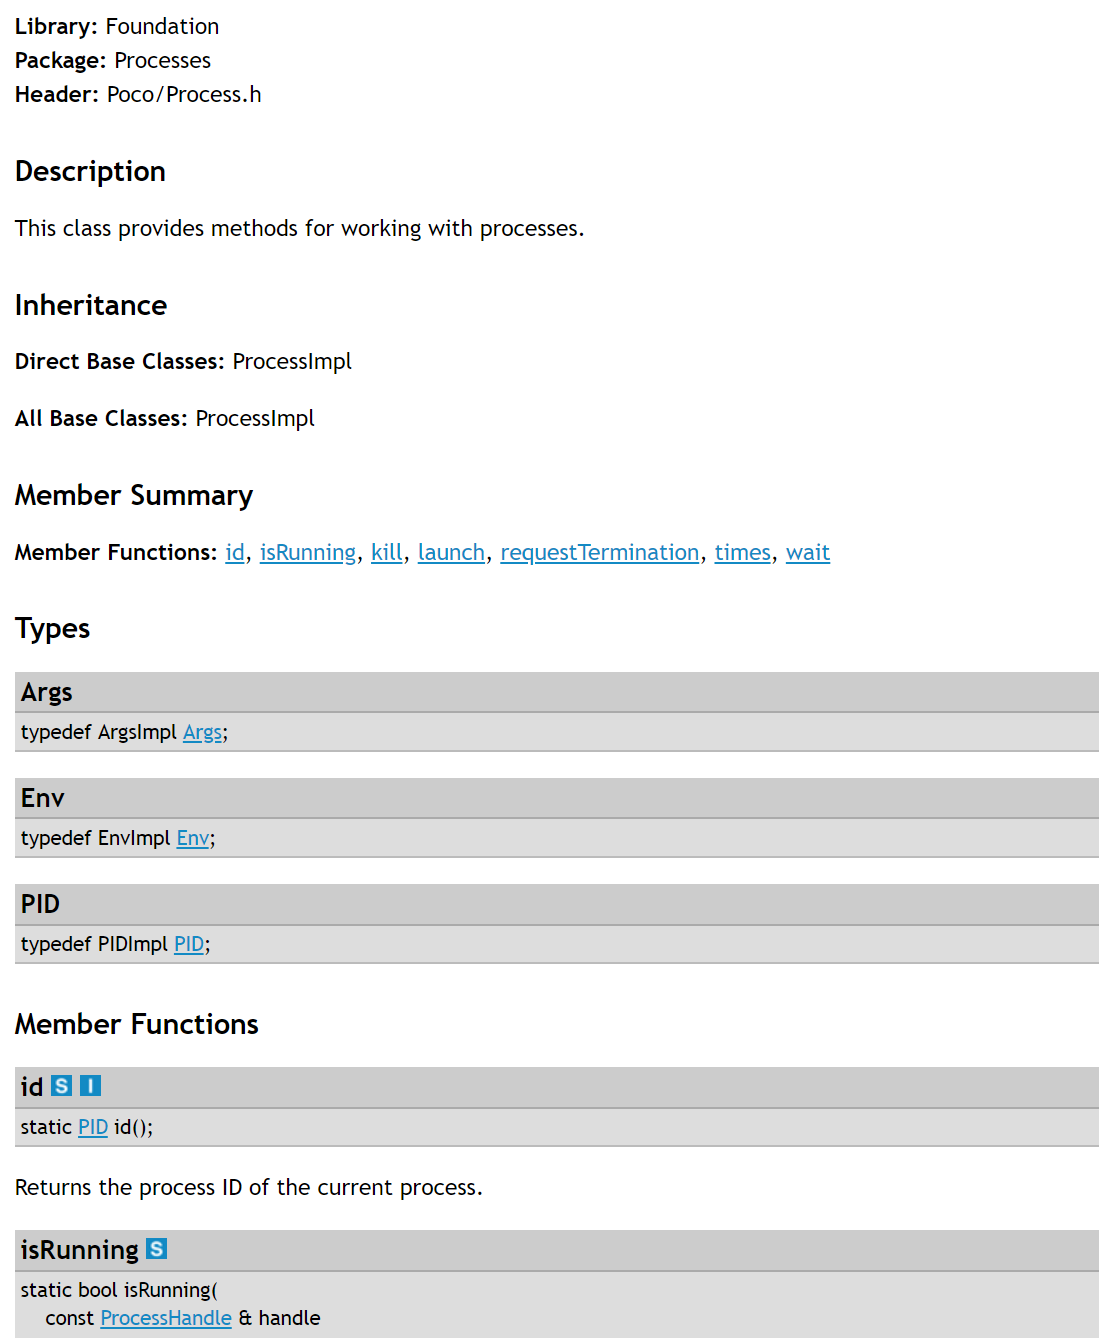 Library: Foundation
Package: Processes
Header: Poco/Process.h
Description
This class provides methods for working with processes.
Inheritance
Direct Base Classes: ProcessImpl
All Base Classes: ProcessImpl
Member Summary
Member Functions: id, isRunning, kill, launch, requestTermination, times, wait
Types
Args
typedef ArgsImpl Args;
Env
typedef EnvImpl Env;
PID
typedef PIDImpl PID;
Member Functions
id S I
static PID id();
Returns the process ID of the current process.
isRunning S
static bool isRunning(
const ProcessHandle & handle